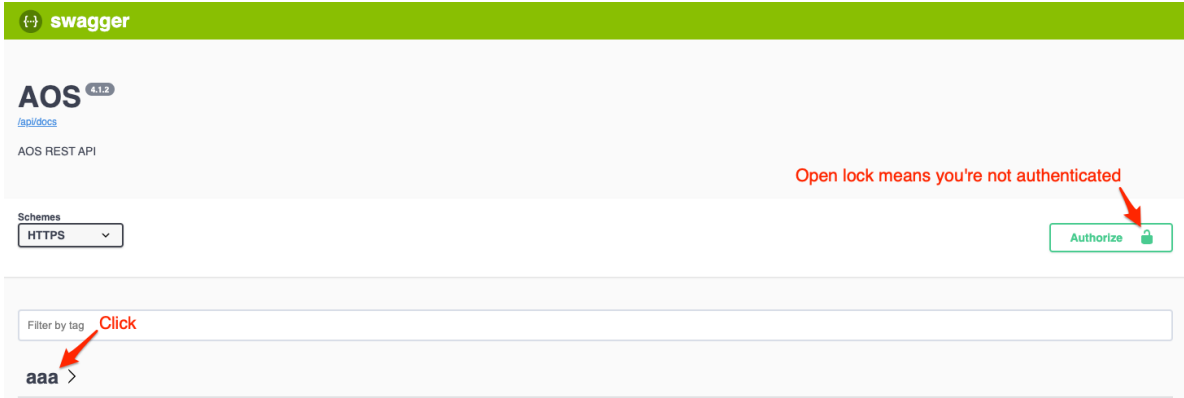 swagger
AOS 4.1.2
/api/docs
AOS REST API
Open lock means you're not authenticated
Schemes
HTTPS
Authorize
Filter by tag
Click
aaa